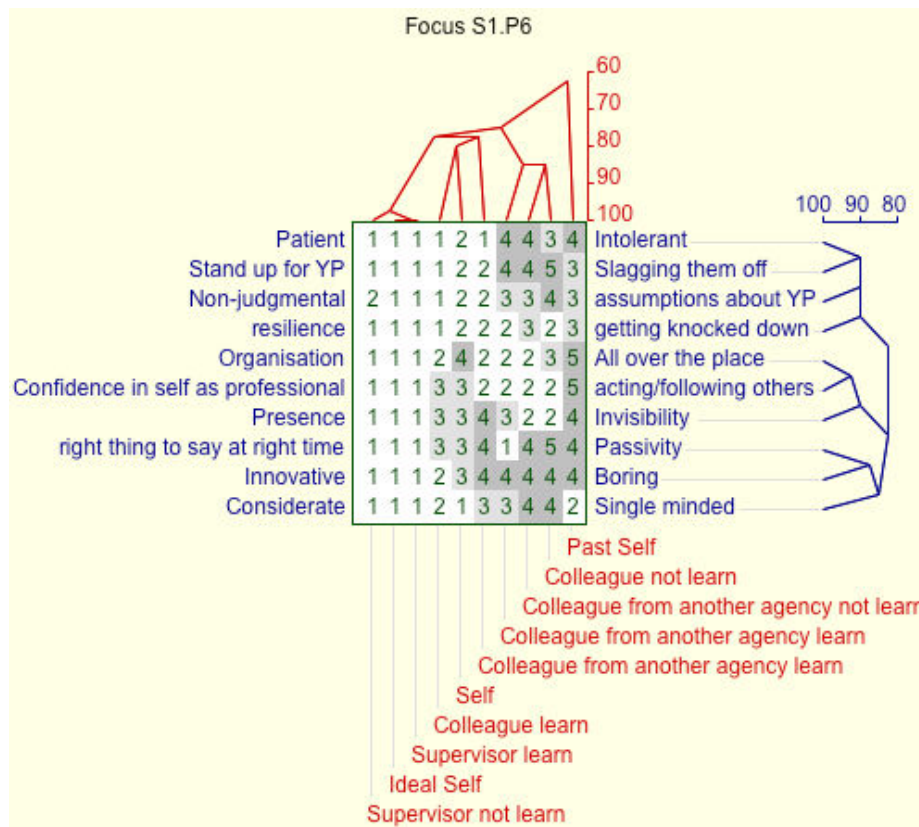 Focus S1.P6
60
70
80
90
100
100 90 80
Patient 1 1 1 1 2 1 4 4 3 4 Intolerant
Stand up for YP 1 1 1 1 2 2 4 4 5 3 Slagging them off
Non-judgmental 2 1 1 1 2 2 3 3 4 3 assumptions about YP
resilience 1 1 1 1 2 2 2 3 2 3 getting knocked down
Organisation 1 1 1 2 4 2 2 2 3 5 All over the place
Confidence in self as professional 1 1 1 3 3 2 2 2 2 5 acting/following others
Presence 1 1 1 3 3 4 3 2 2 4 Invisibility
right thing to say at right time 1 1 1 3 3 4 1 4 5 4 Passivity
Innovative 1 1 1 2 3 4 4 4 4 4 Boring
Considerate 1 1 1 2 1 3 3 4 4 2 Single minded
Past Self
Colleague not learn
Colleague from another agency not learn
Colleague from another agency learn
Colleague from another agency learn
Self
Colleague learn
Supervisor learn
Ideal Self
Supervisor not learn